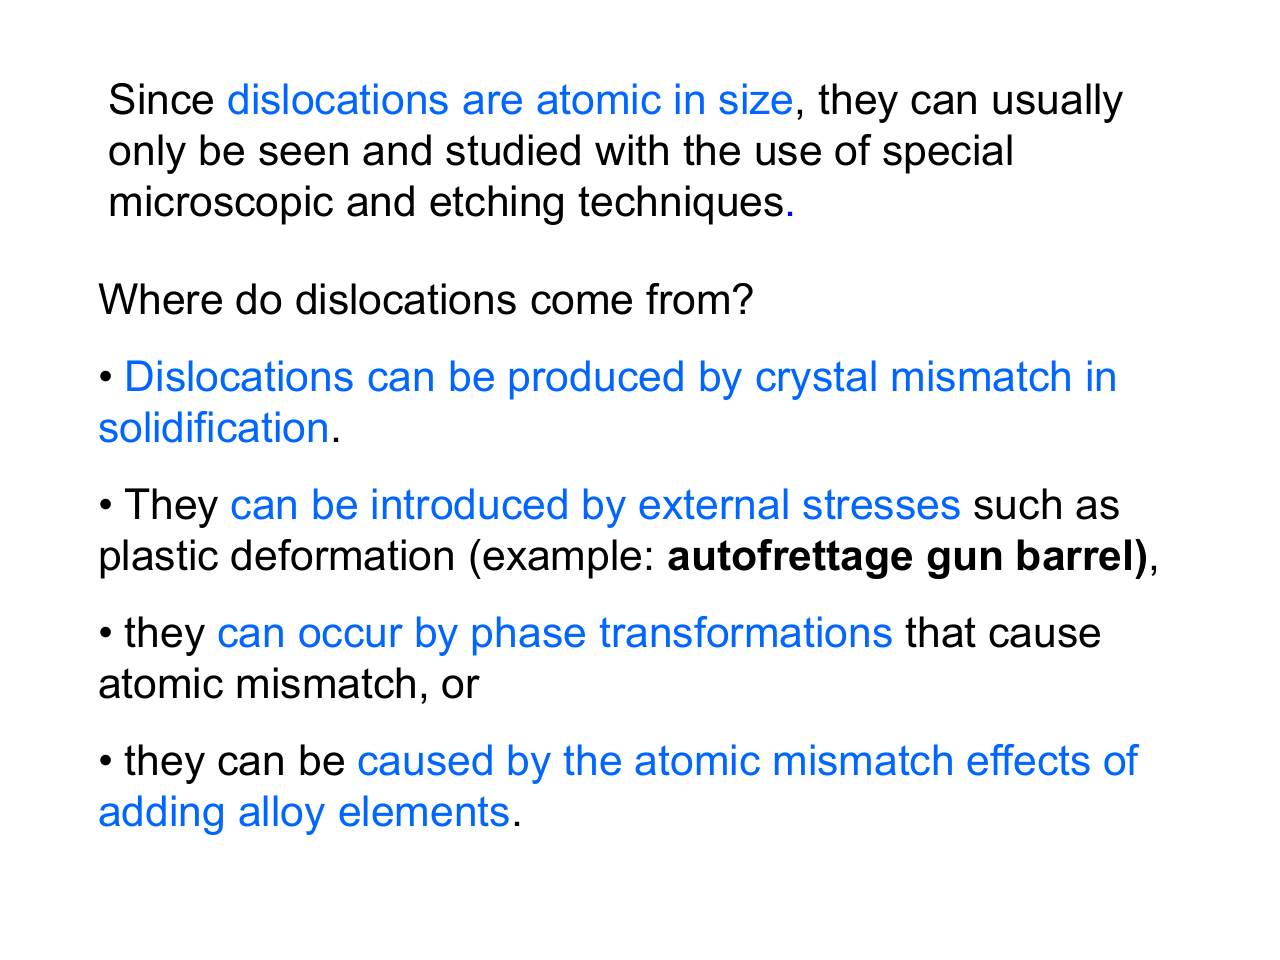 Since dislocations are atomic in size, they can usually
only be seen and studied with the use of special
microscopic and etching techniques.
Where do dislocations come from?
• Dislocations can be produced by crystal mismatch in
solidification.
• They can be introduced by external stresses such as
plastic deformation (example: autofrettage gun barrel),
• they can occur by phase transformations that cause
atomic mismatch, or
• they can be caused by the atomic mismatch effects of
adding alloy elements.